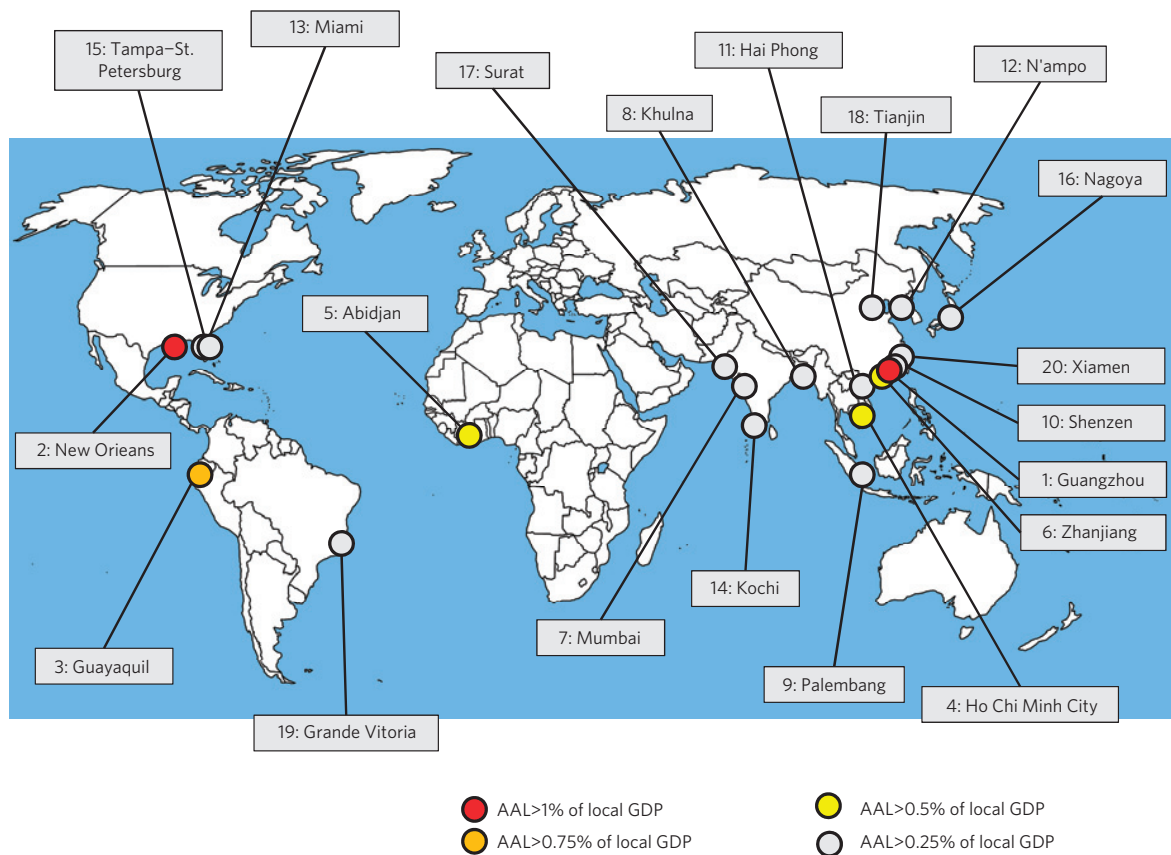 13: Miami
15: Tampa–St.
Petersburg
11: Hai Phong
12: N'ampo
17: Surat
8: Khulna
18: Tianjin
16: Nagoya
5: Abidjan
20: Xiamen
10: Shenzen
2: New Orieans
1: Guangzhou
6: Zhanjiang
14: Kochi
7: Mumbai
3: Guayaquil
9: Palembang
4: Ho Chi Minh City
19: Grande Vitoria
AAL>1% of local GDP
AAL>0.5% of local GDP
AAL>0.75% of local GDP
AAL>0.25% of local GDP